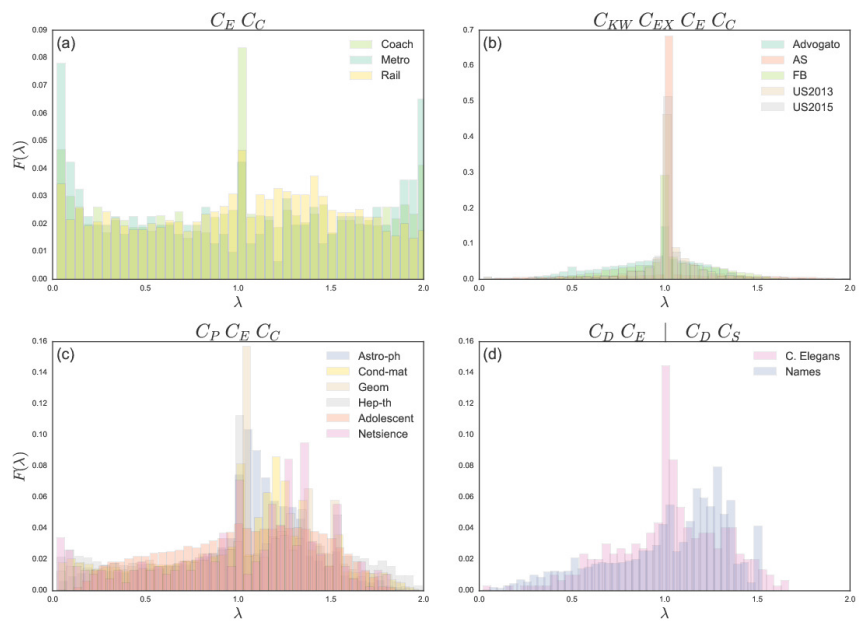 C_E C_C
(a)
Coach
Metro
Rail
0.09
0.08
0.07
0.06
0.05
0.04
0.03
0.02
0.01
0.00
F(λ)
0.0 0.5 1.0 1.5 2.0
λ
C_KW C_EX C_E C_C
(b)
Advogato
AS
FB
US2013
US2015
0.7
0.6
0.5
0.4
0.3
0.2
0.1
0.0
0.0 0.5 1.0 1.5 2.0
λ
C_P C_E C_C
(c)
Astro-ph
Cond-mat
Geom
Hep-th
Adolescent
Netsience
0.16
0.14
0.12
0.10
0.08
0.06
0.04
0.02
0.00
F(λ)
0.0 0.5 1.0 1.5 2.0
λ
C_D C_E | C_D C_S
(d)
C. Elegans
Names
0.16
0.14
0.12
0.10
0.08
0.06
0.04
0.02
0.00
0.0 0.5 1.0 1.5 2.0
λ